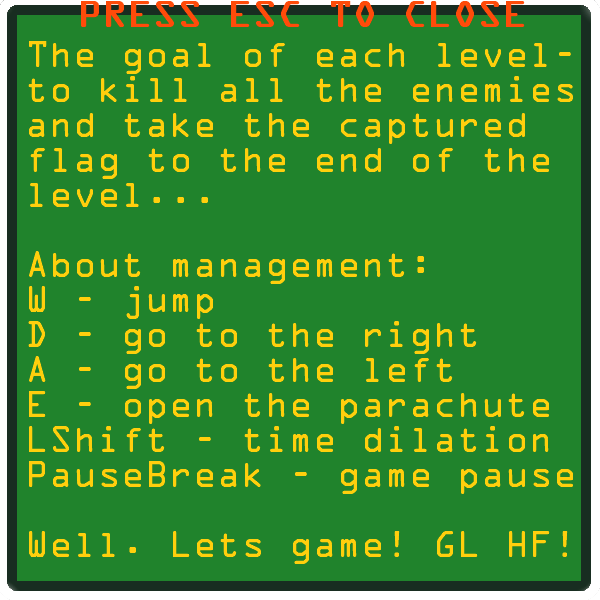 PRESS ESC TO CLOSE
The goal of each level-
to kill all the enemies
and take the captured
flag to the end of the
level...
About management:
W - jump
D - go to the right
A - go to the left
E - open the parachute
LShift - time dilation
PauseBreak - game pause
Well. Lets game! GL HF!